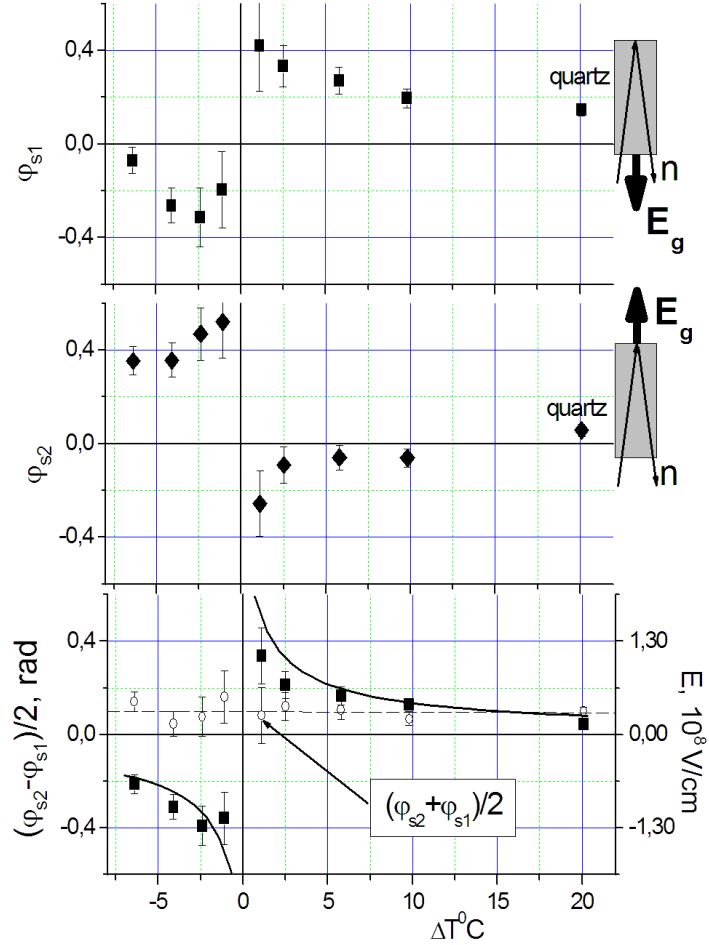 0,4
0,0
-0,4
φs1
quartz
n
Eg
0,4
0,0
-0,4
φs2
quartz
Eg
n
0,4
0,0
-0,4
(φs2-φs1)/2, rad
1,30
0,00
-1,30
E, 10⁸V/cm
(φs2+φs1)/2
-5 0 5 10 15 20
ΔT⁰C